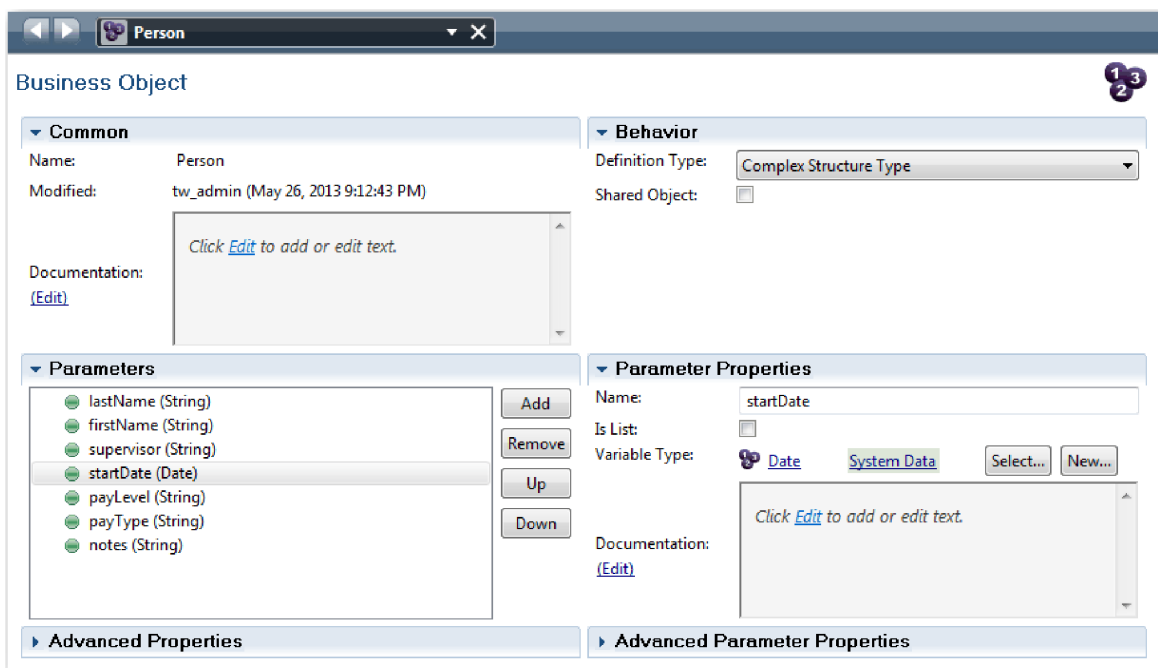 Person
Business Object
1 3
2
Common
Name: Person
Modified: tw_admin (May 26, 2013 9:12:43 PM)
Click Edit to add or edit text.
Documentation:
(Edit)
Behavior
Definition Type: Complex Structure Type
Shared Object:
Parameters
lastName (String)
firstName (String)
supervisor (String)
startDate (Date)
payLevel (String)
payType (String)
notes (String)
Add
Remove
Up
Down
Parameter Properties
Name: startDate
Is List:
Variable Type: Date System Data Select... New...
Click Edit to add or edit text.
Documentation:
(Edit)
Advanced Properties
Advanced Parameter Properties